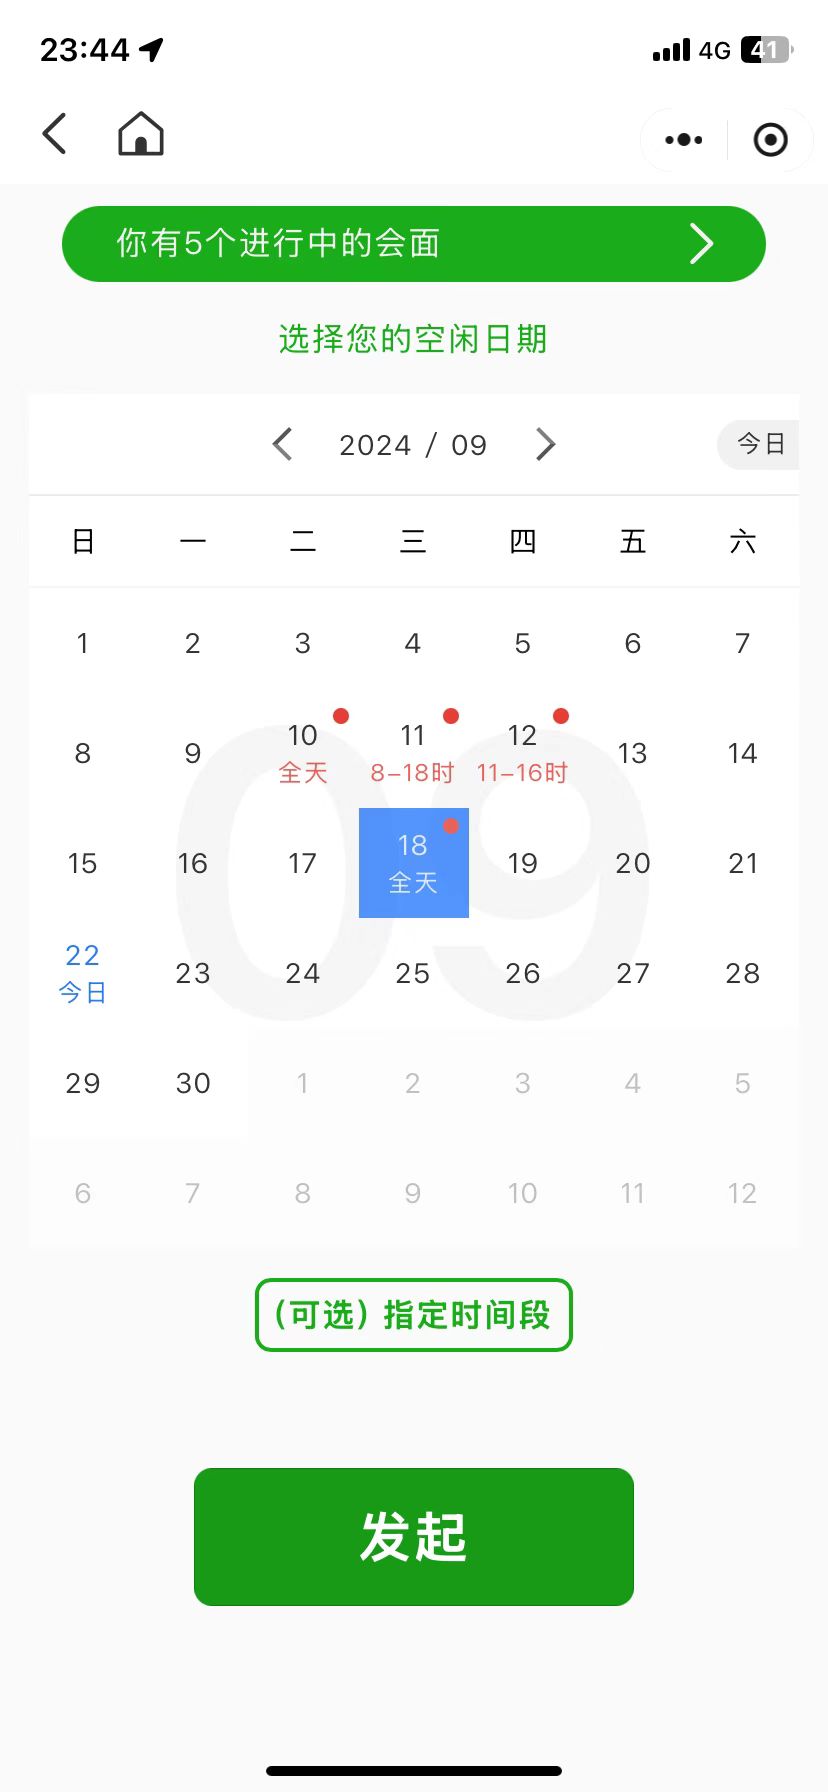 23:44 4G 41
你有5个进行中的会面
选择您的空闲日期
2024 / 09 今日
日 一 二 三 四 五 六
1 2 3 4 5 6 7
8 9 10 11 12 13 14
全天 8-18时 11-16时
09
15 16 17 18 19 20 21
全天
22 23 24 25 26 27 28
今日
29 30 1 2 3 4 5
6 7 8 9 10 11 12
(可选) 指定时间段
发起